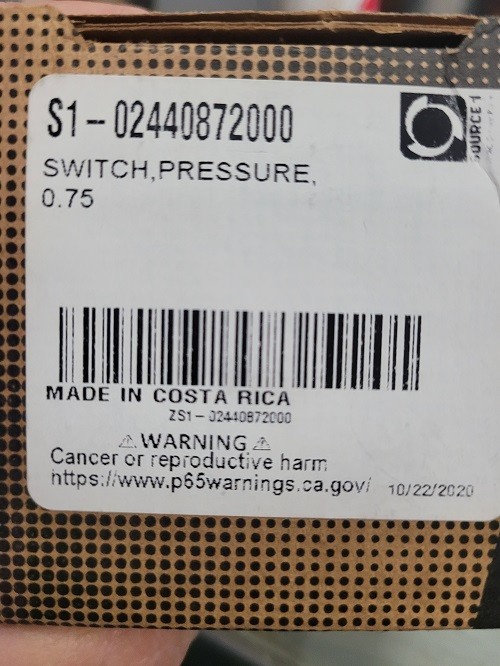 S1-02440872000
SOURCE 1
SWITCH,PRESSURE,
0.75
MADE IN COSTA RICA
ZS1-02440872000
⚠WARNING⚠
Cancer or reproductive harm
https://www.p65warnings.ca.gov/
10/22/2020